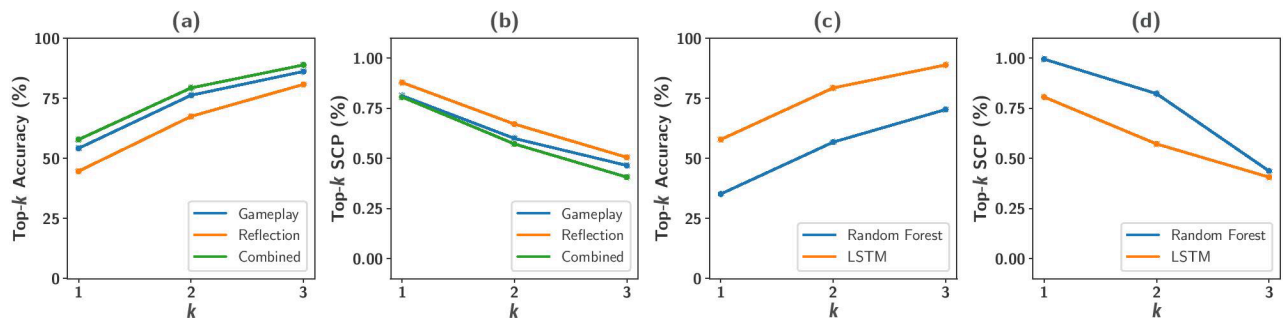 (a)
Top-k Accuracy (%)
100
75
50
25
0
1
2
3
k
Gameplay
Reflection
Combined
(b)
Top-k SCP (%)
1.00
0.75
0.50
0.25
0.00
1
2
3
k
Gameplay
Reflection
Combined
(c)
Top-k Accuracy (%)
100
75
50
25
0
1
2
3
k
Random Forest
LSTM
(d)
Top-k SCP (%)
1.00
0.75
0.50
0.25
0.00
1
2
3
k
Random Forest
LSTM